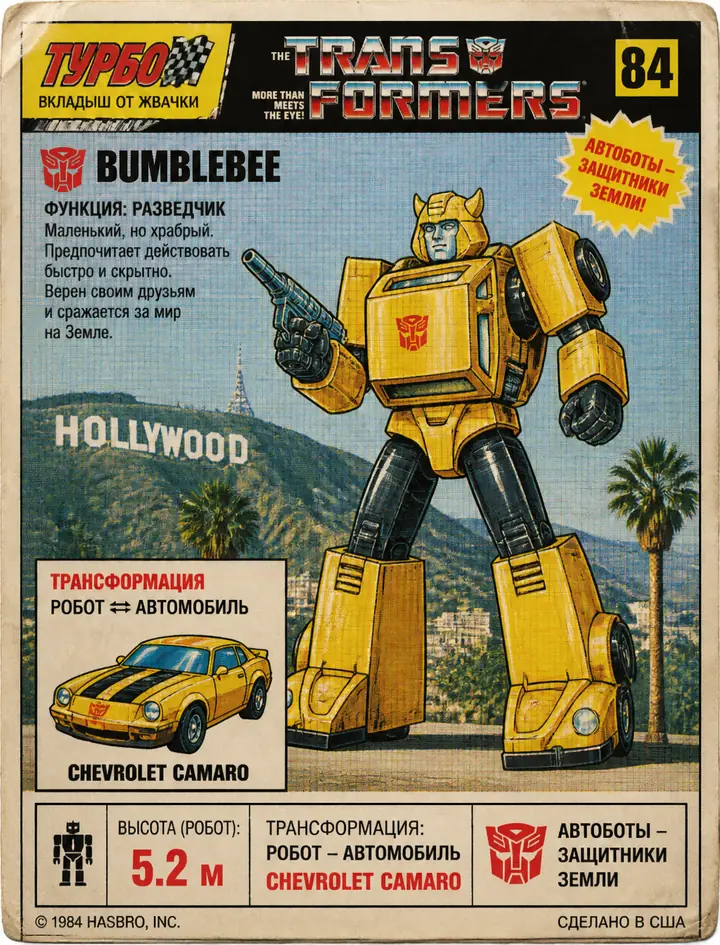 ТУРБО
ВКЛАДЫШ ОТ ЖВАЧКИ
THE TRANSFORMERS
MORE THAN
MEETS
THE EYE!
84
BUMBLEBEE
АВТОБОТЫ –
ЗАЩИТНИКИ
ЗЕМЛИ!
ФУНКЦИЯ: РАЗВЕДЧИК
Маленький, но храбрый.
Предпочитает действовать
быстро и скрытно.
Верен своим друзьям
и сражается за мир
на Земле.
HOLLYWOOD
ТРАНСФОРМАЦИЯ
РОБОТ ⇔ АВТОМОБИЛЬ
CHEVROLET CAMARO
ВЫСОТА (РОБОТ):
5.2 м
ТРАНСФОРМАЦИЯ:
РОБОТ – АВТОМОБИЛЬ
CHEVROLET CAMARO
АВТОБОТЫ –
ЗАЩИТНИКИ
ЗЕМЛИ
© 1984 HASBRO, INC.
СДЕЛАНО В США